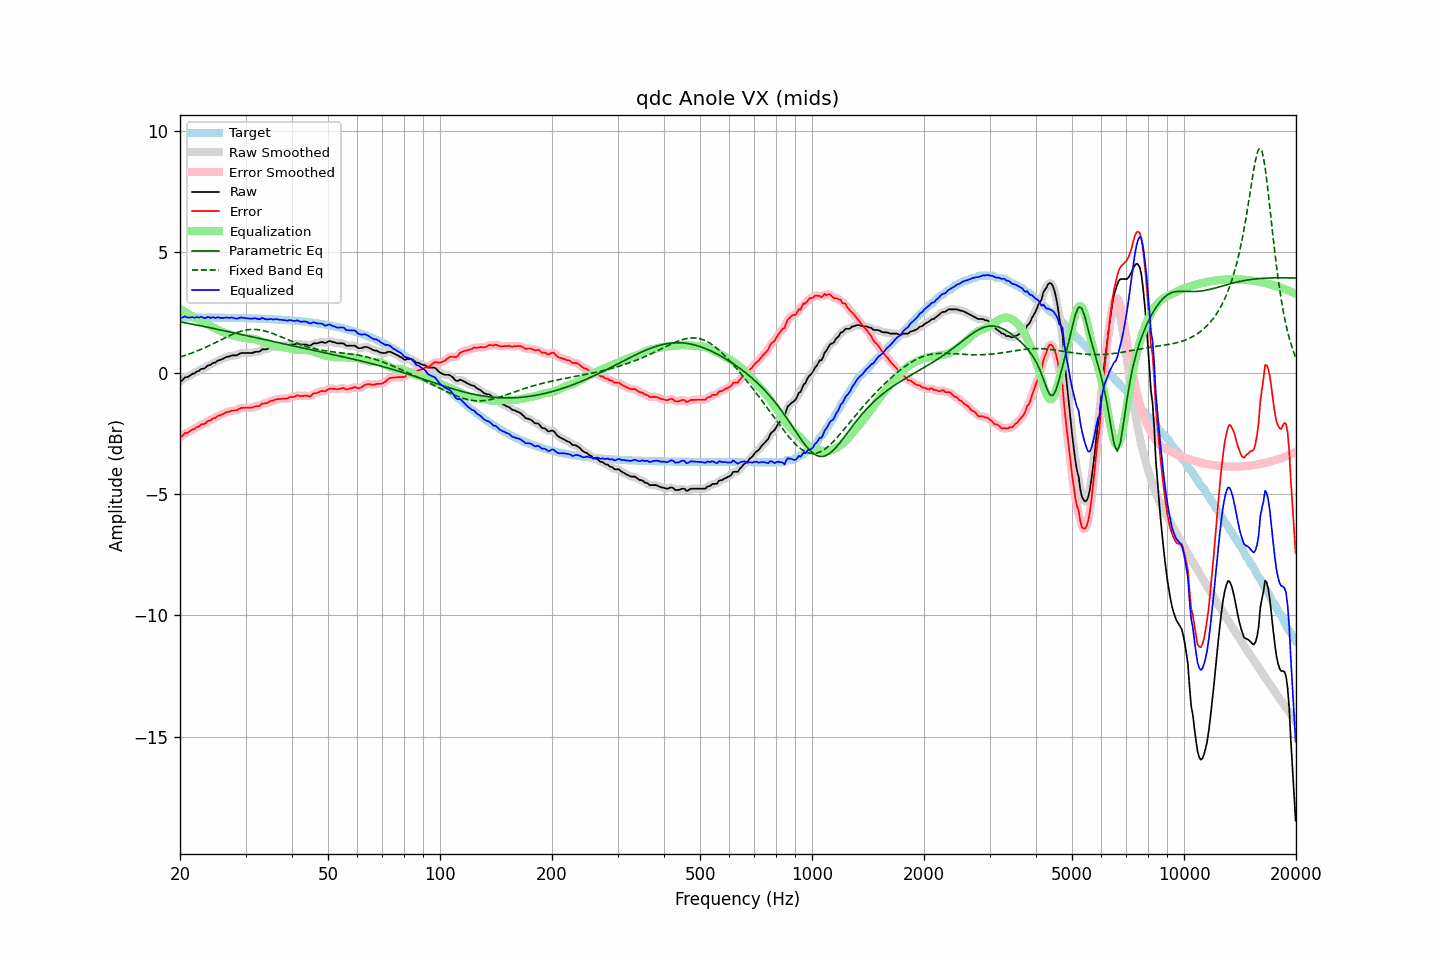 qdc Anole VX (mids)
Target
Raw Smoothed
Error Smoothed
Raw
Error
Equalization
Parametric Eq
Fixed Band Eq
Equalized
10
5
0
−5
−10
−15
Amplitude (dBr)
20 50 100 200 500 1000 2000 5000 10000 20000
Frequency (Hz)